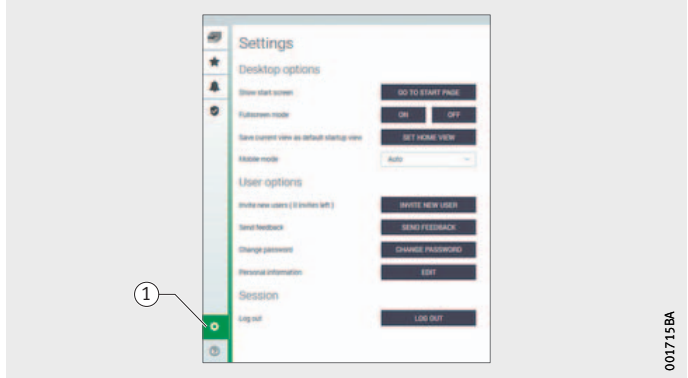 Settings
Desktop options
Show start screen GO TO START PAGE
Fullscreen mode ON OFF
Save current view as default startup view SET HOME VIEW
Mobile mode Auto
User options
Invite new users ( 0 invites left ) INVITE NEW USER
Send feedback SEND FEEDBACK
Change password CHANGE PASSWORD
Personal information EDIT
Session
1
Log out LOG OUT
001715BA